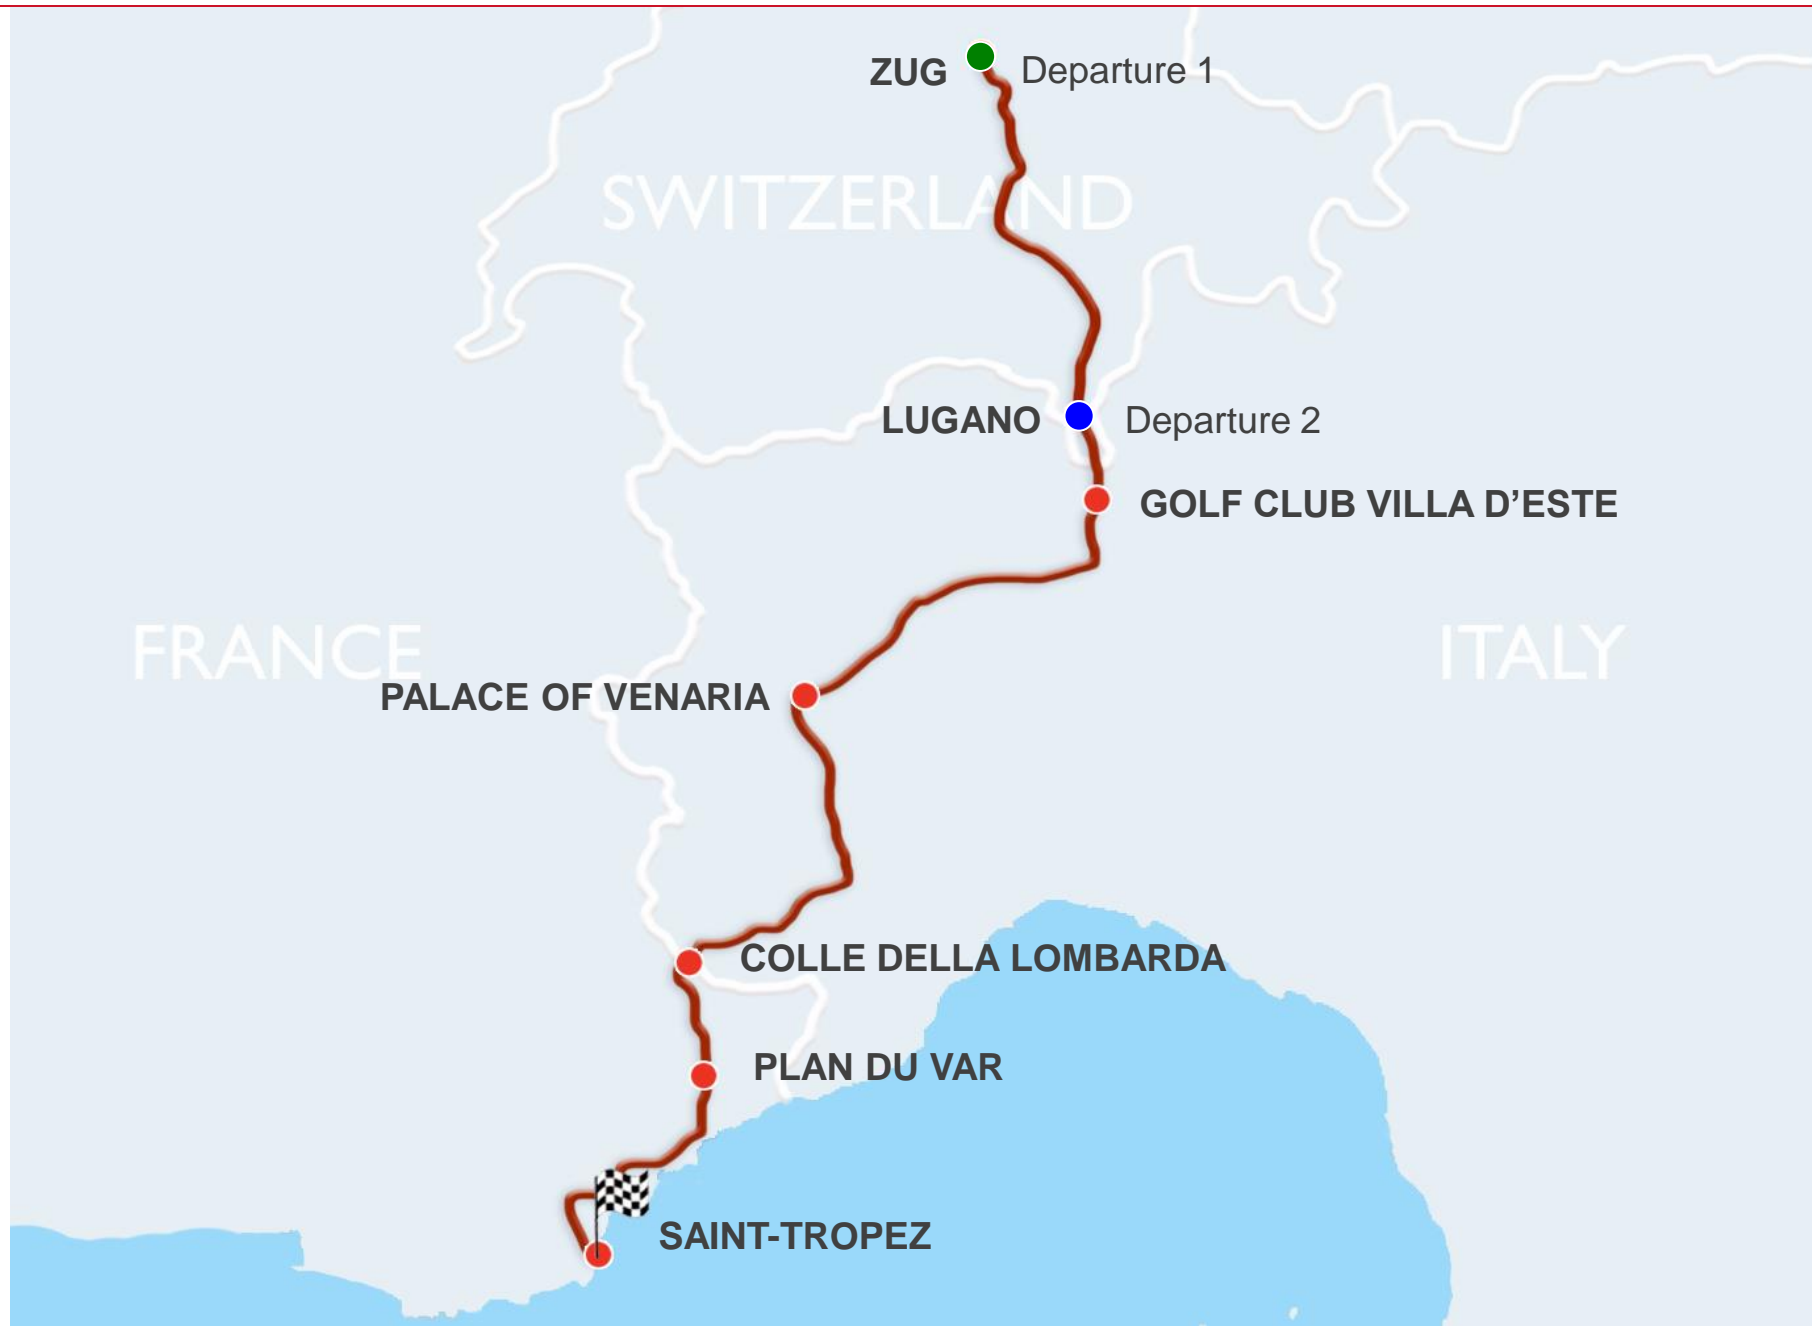 ZUG Departure 1
SWITZERLAND
LUGANO Departure 2
GOLF CLUB VILLA D’ESTE
FRANCE
ITALY
PALACE OF VENARIA
COLLE DELLA LOMBARDA
PLAN DU VAR
SAINT-TROPEZ